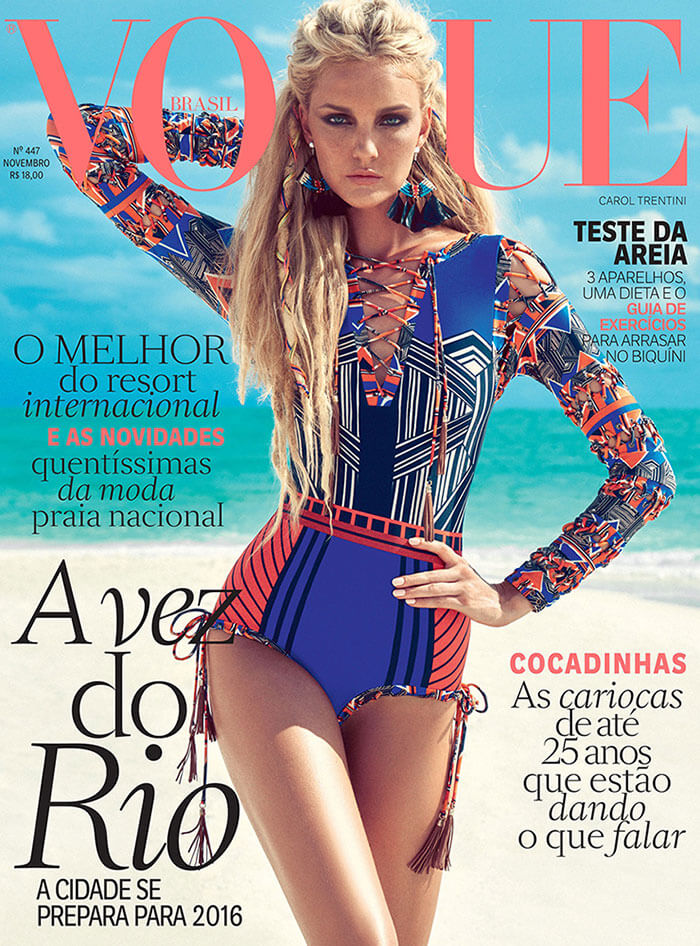 VOGUE
BRASIL
Nº 447
NOVEMBRO
R$ 18,00
CAROL TRENTINI
TESTE DA
AREIA
3 APARELHOS,
UMA DIETA E O
GUIA DE
EXERCÍCIOS
PARA ARRASAR
NO BIQUÍNI
O MELHOR
do resort
internacional
E AS NOVIDADES
quentíssimas
da moda
praia nacional
A vez
do
Rio
A CIDADE SE
PREPARA PARA 2016
COCADINHAS
As cariocas
de até
25 anos
que estão
dando
o que falar